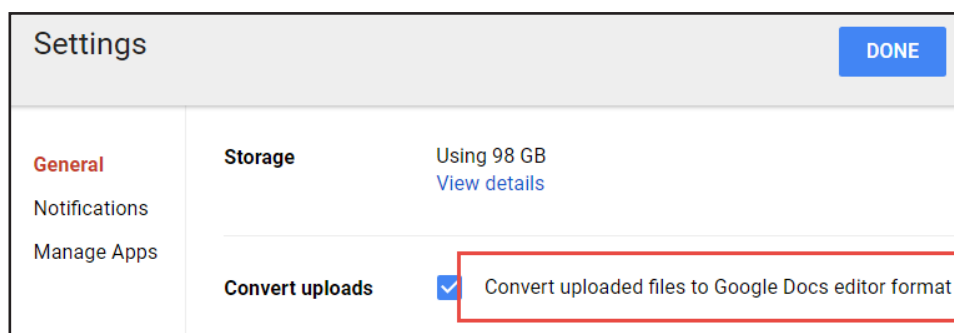 Settings
DONE
General
Notifications
Manage Apps
Storage
Using 98 GB
View details
Convert uploads
Convert uploaded files to Google Docs editor format